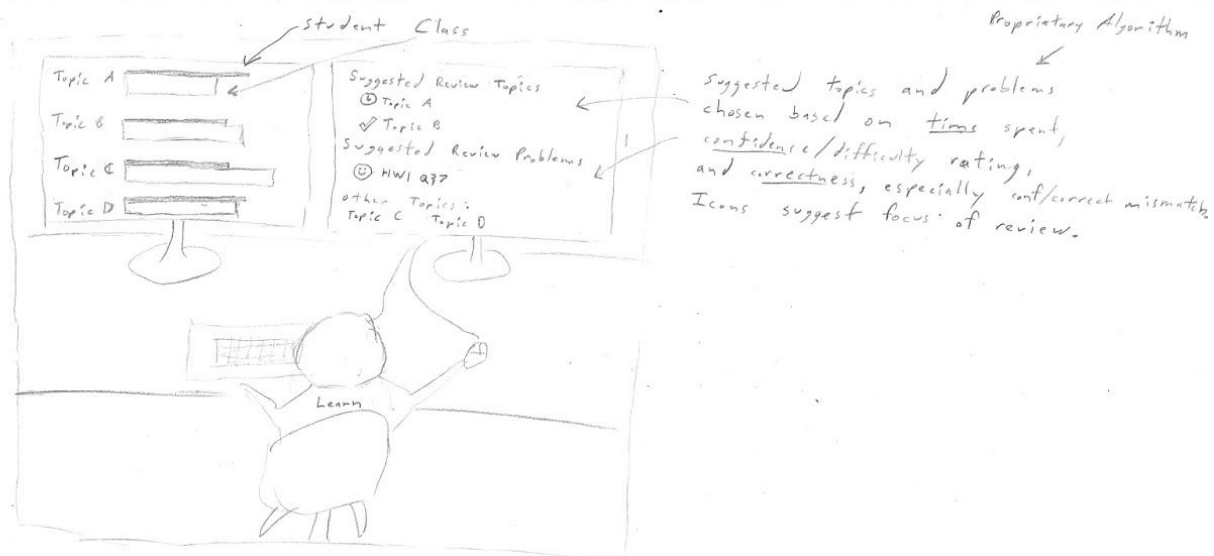 Student Class
Proprietary Algorithm
Topic A
Topic B
Topic C
Topic D
Suggested Review Topics
Topic A
Topic B
Suggested Review Problems
HW1 Q3?
other Topics:
Topic C Topic D
Suggested topics and problems
chosen based on time spent,
confidence/difficulty rating,
and correctness, especially conf/correct mismatch.
Icons suggest focus of review.
Learn